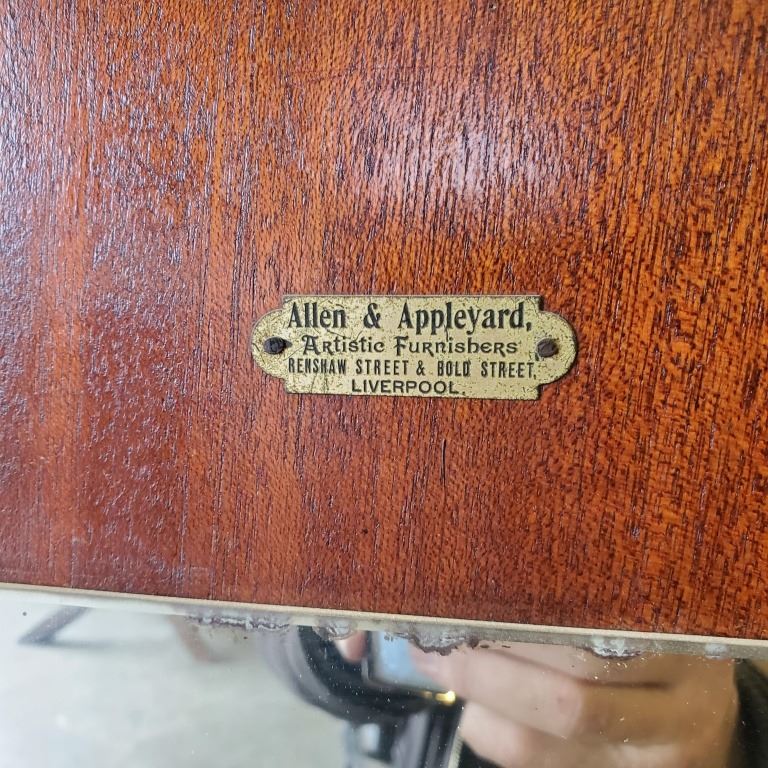 Allen & Appleyard,
Artistic Furnishers
RENSHAW STREET & BOLD STREET,
LIVERPOOL.